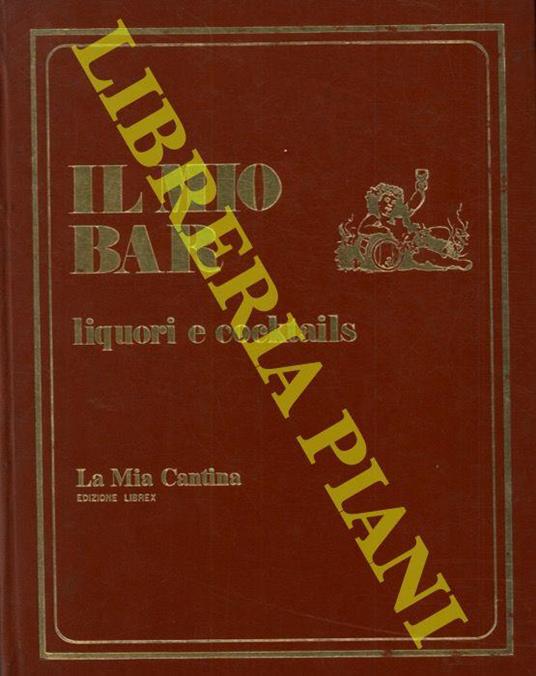 IL MIO
BAR
liquori e cocktails
La Mia Cantina
EDIZIONE LIBREX
LIBRERIA PIANI